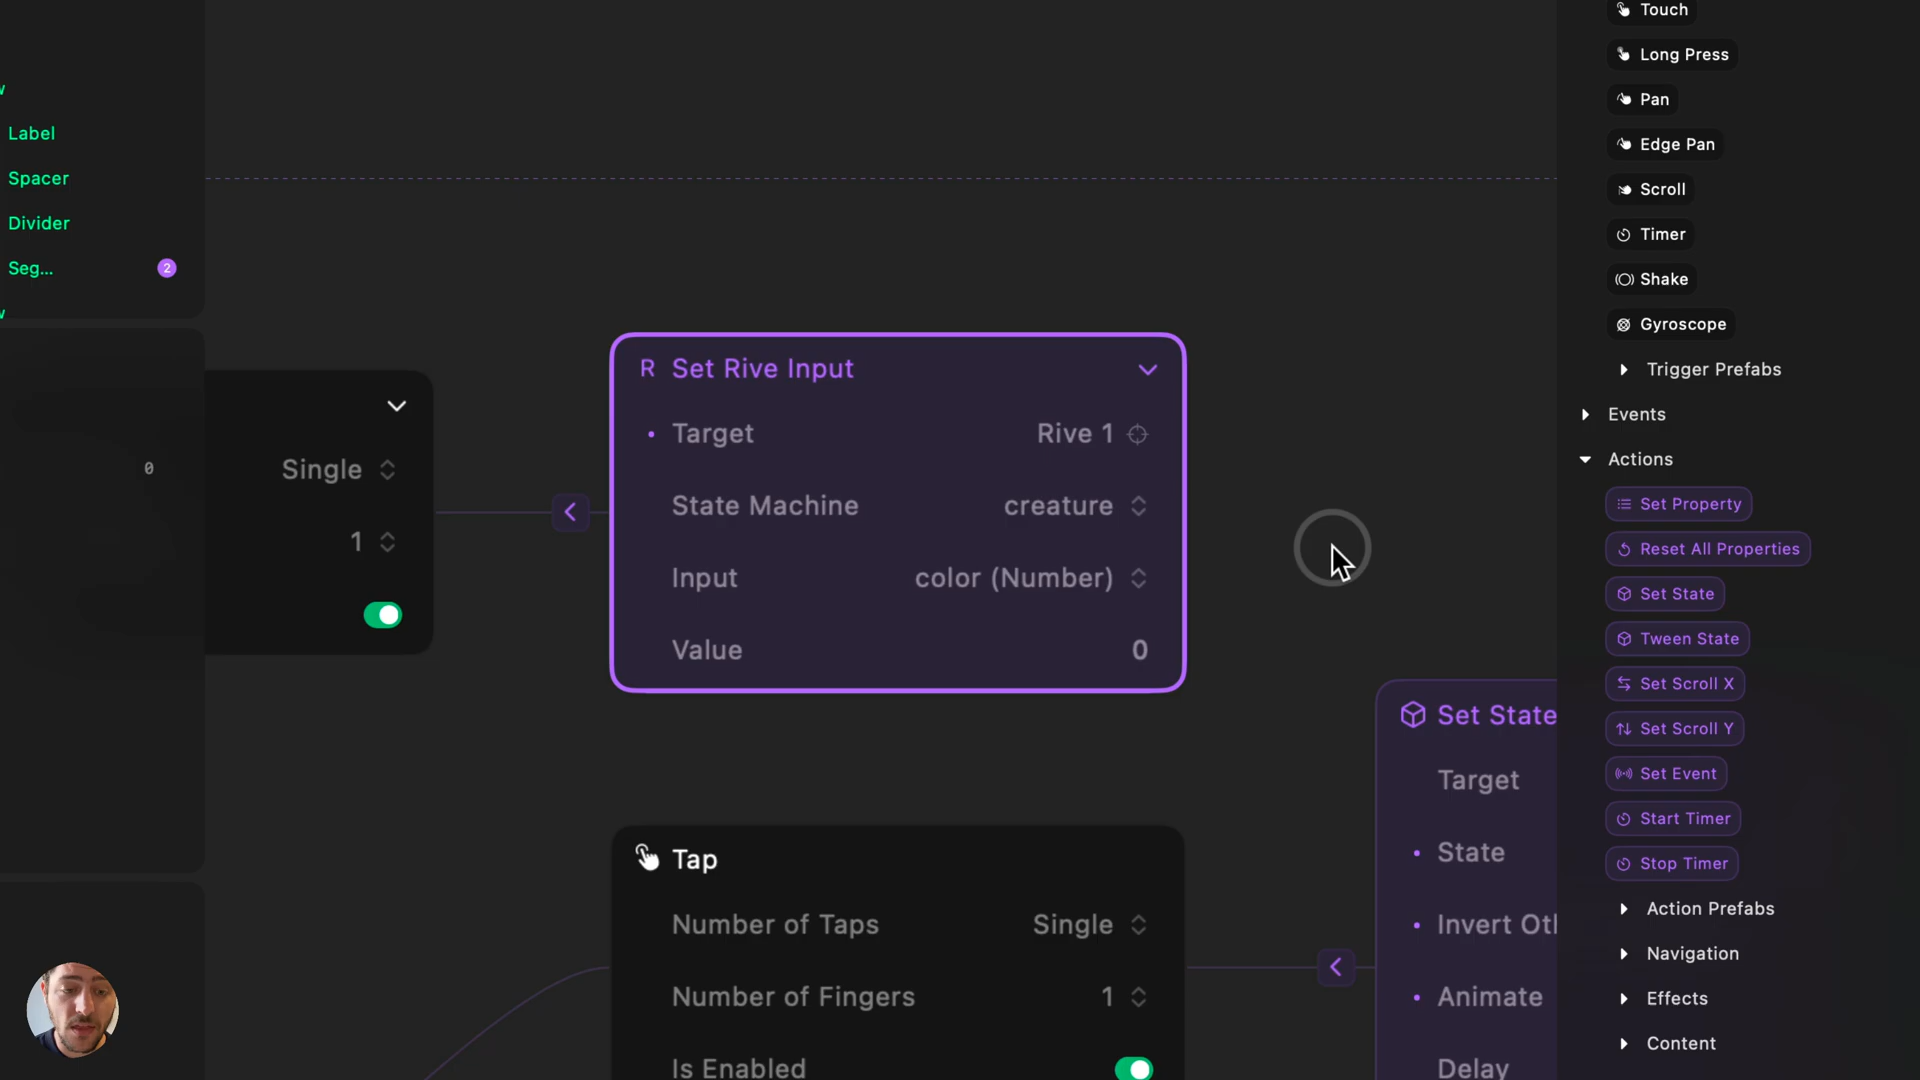 Label
Spacer
Divider
Seg...
2
0
Single
1
R Set Rive Input
Target
Rive 1
State Machine
creature
Input
color (Number)
Value
0
Tap
Number of Taps
Single
Number of Fingers
1
Is Enabled
Set State
Target
State
Invert Oth
Animate
Delay
Touch
Long Press
Pan
Edge Pan
Scroll
Timer
Shake
Gyroscope
Trigger Prefabs
Events
Actions
Set Property
Reset All Properties
Set State
Tween State
Set Scroll X
Set Scroll Y
Set Event
Start Timer
Stop Timer
Action Prefabs
Navigation
Effects
Content